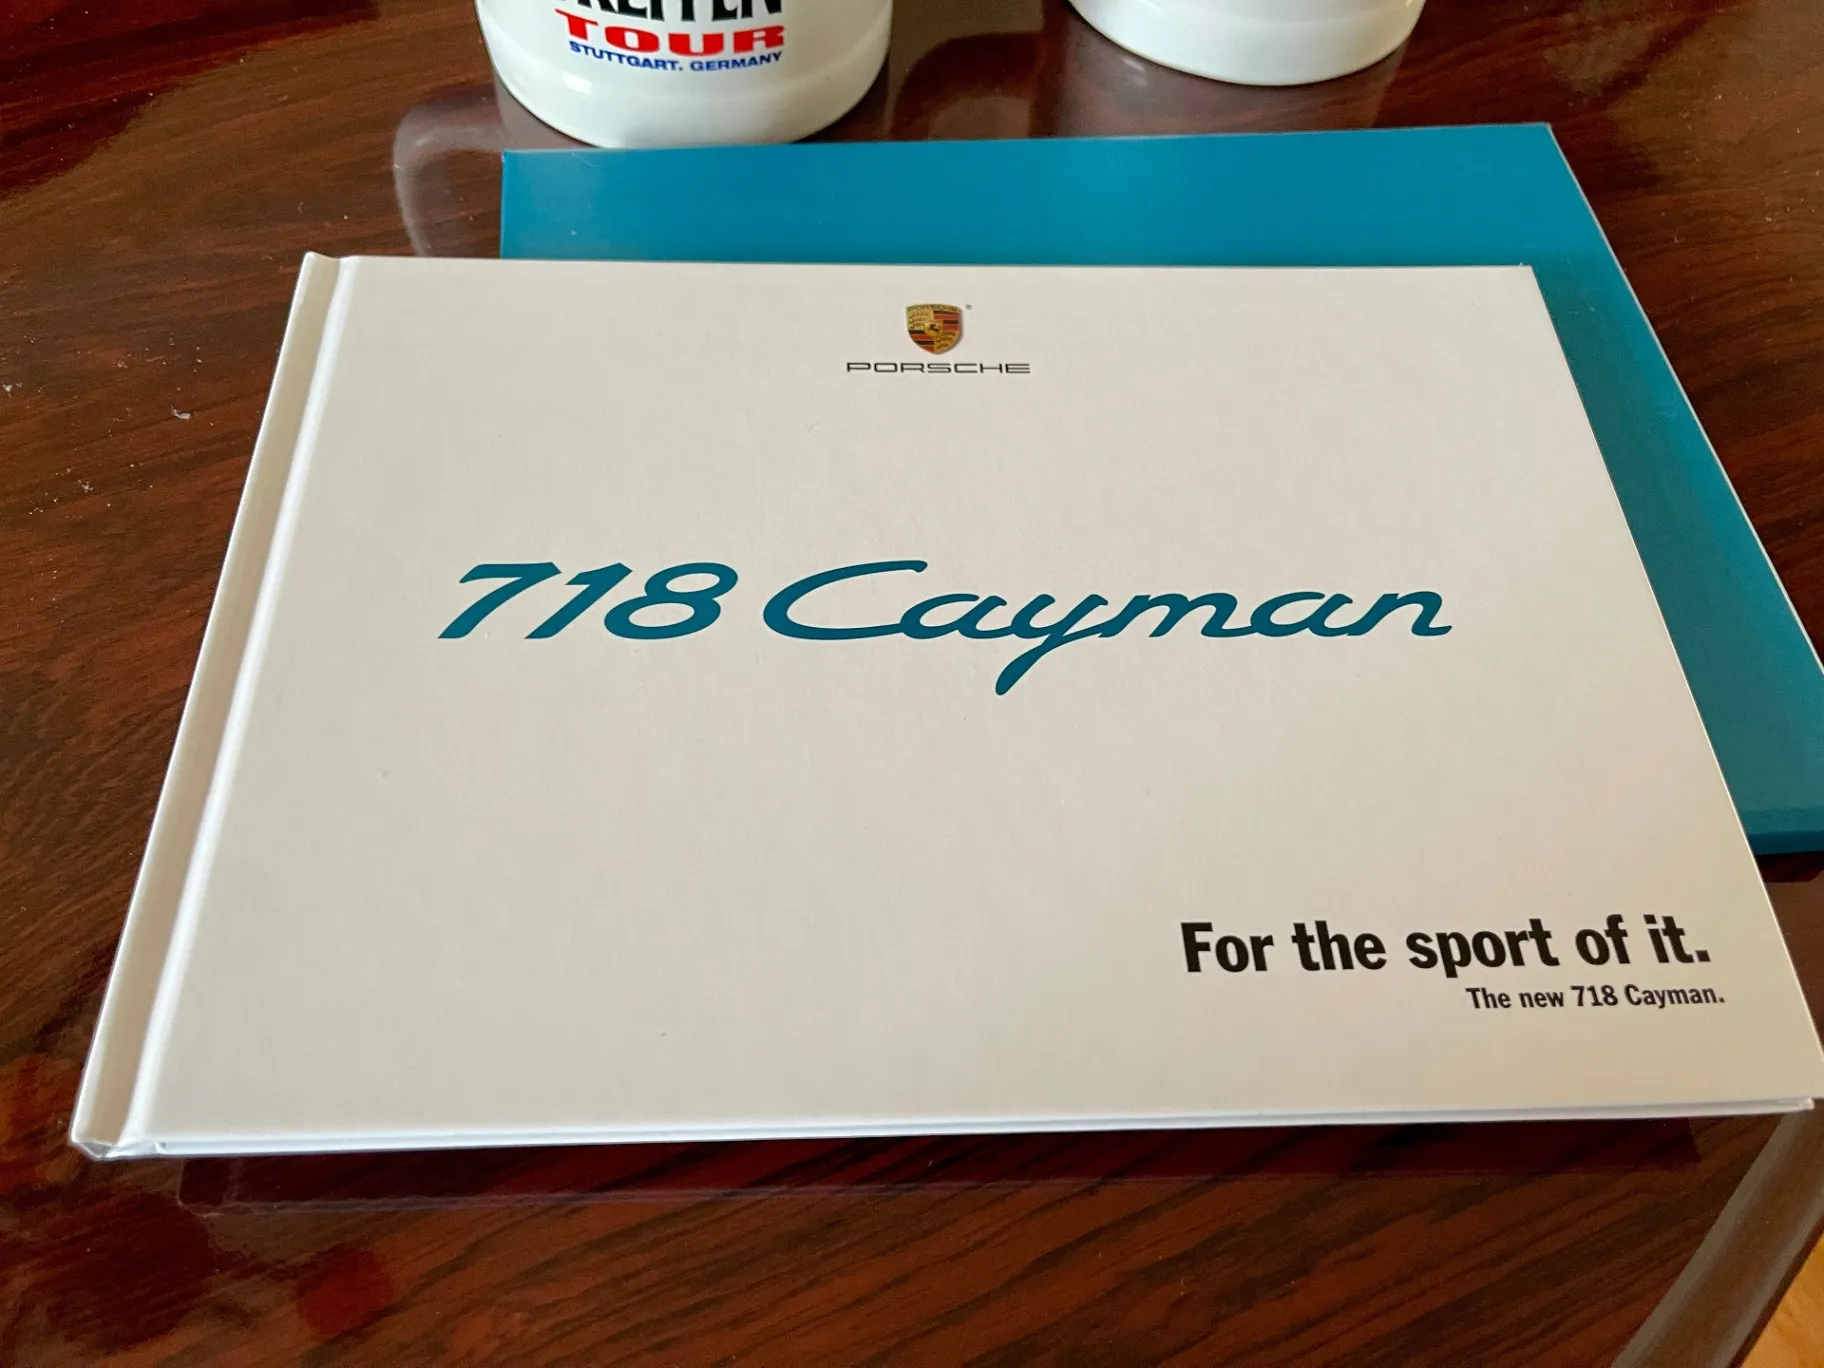 TOUR
STUTTGART. GERMANY
PORSCHE
718 Cayman
For the sport of it.
The new 718 Cayman.